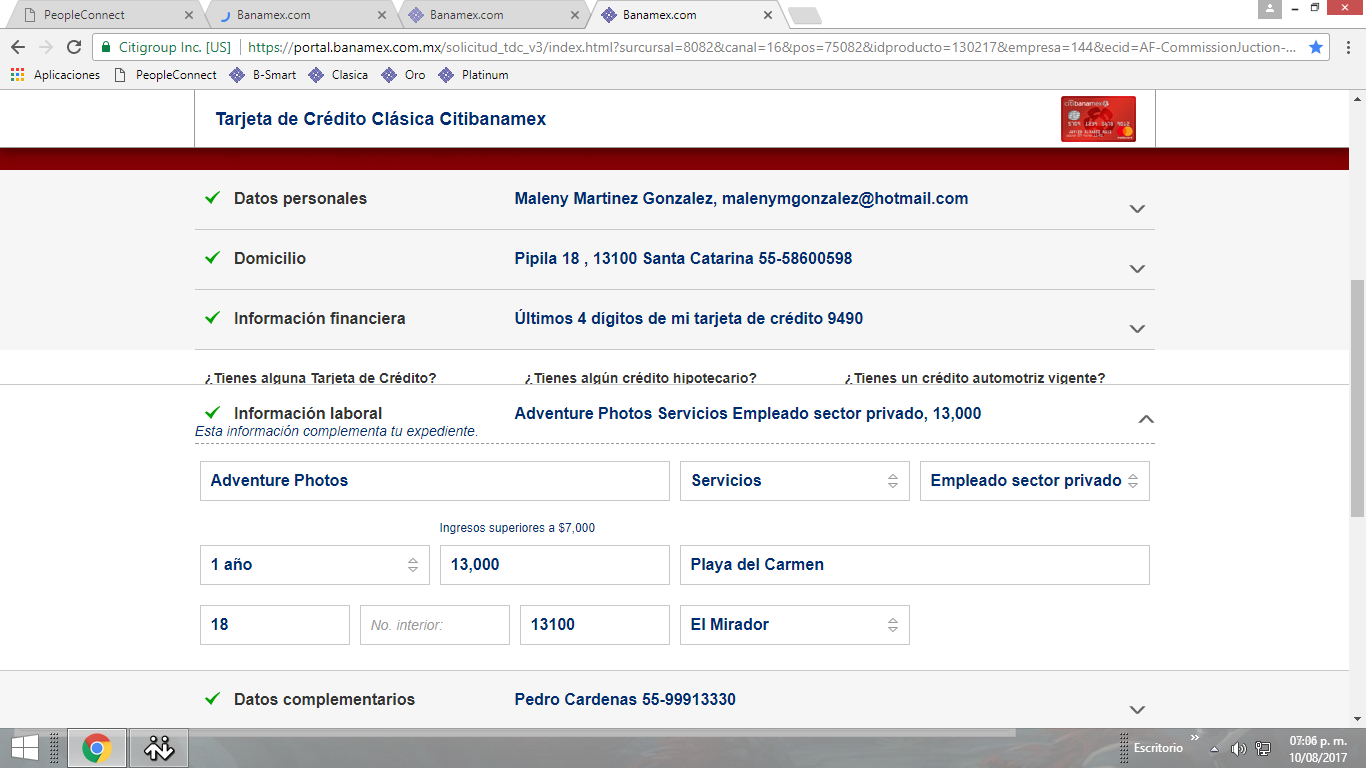 PeopleConnect
Banamex.com
Banamex.com
Banamex.com
Citigroup Inc. [US]
https://portal.banamex.com.mx/solicitud_tdc_v3/index.html?surcursal=8082&canal=16&pos=75082&idproducto=130217&empresa=144&ecid=AF-CommissionJuction-...
Aplicaciones PeopleConnect B-Smart Clasica Oro Platinum
Tarjeta de Crédito Clásica Citibanamex
citibanamex
Datos personales Maleny Martinez Gonzalez, malenymgonzalez@hotmail.com
Domicilio Pipila 18 , 13100 Santa Catarina 55-58600598
Información financiera Últimos 4 dígitos de mi tarjeta de crédito 9490
¿Tienes alguna Tarjeta de Crédito? ¿Tienes algún crédito hipotecario? ¿Tienes un crédito automotriz vigente?
Información laboral Adventure Photos Servicios Empleado sector privado, 13,000
Esta información complementa tu expediente.
Adventure Photos Servicios Empleado sector privado
Ingresos superiores a $7,000
1 año 13,000 Playa del Carmen
18 No. interior: 13100 El Mirador
Datos complementarios Pedro Cardenas 55-99913330
Escritorio
07:06 p. m.
10/08/2017